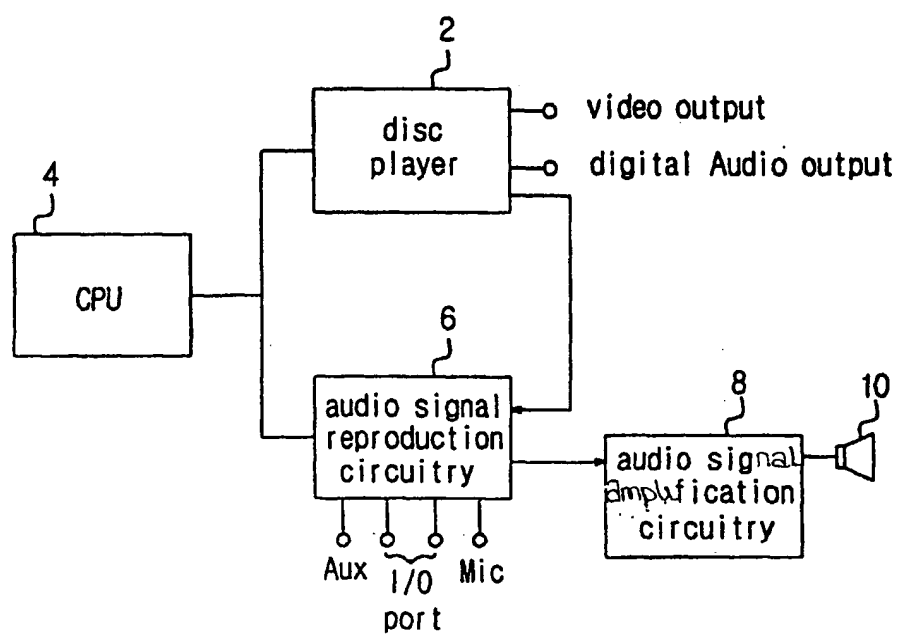 2
disc
player
video output
digital Audio output
4
CPU
6
audio signal
reproduction
circuitry
8
audio signal
amplification
circuitry
10
Aux
I/O
port
Mic